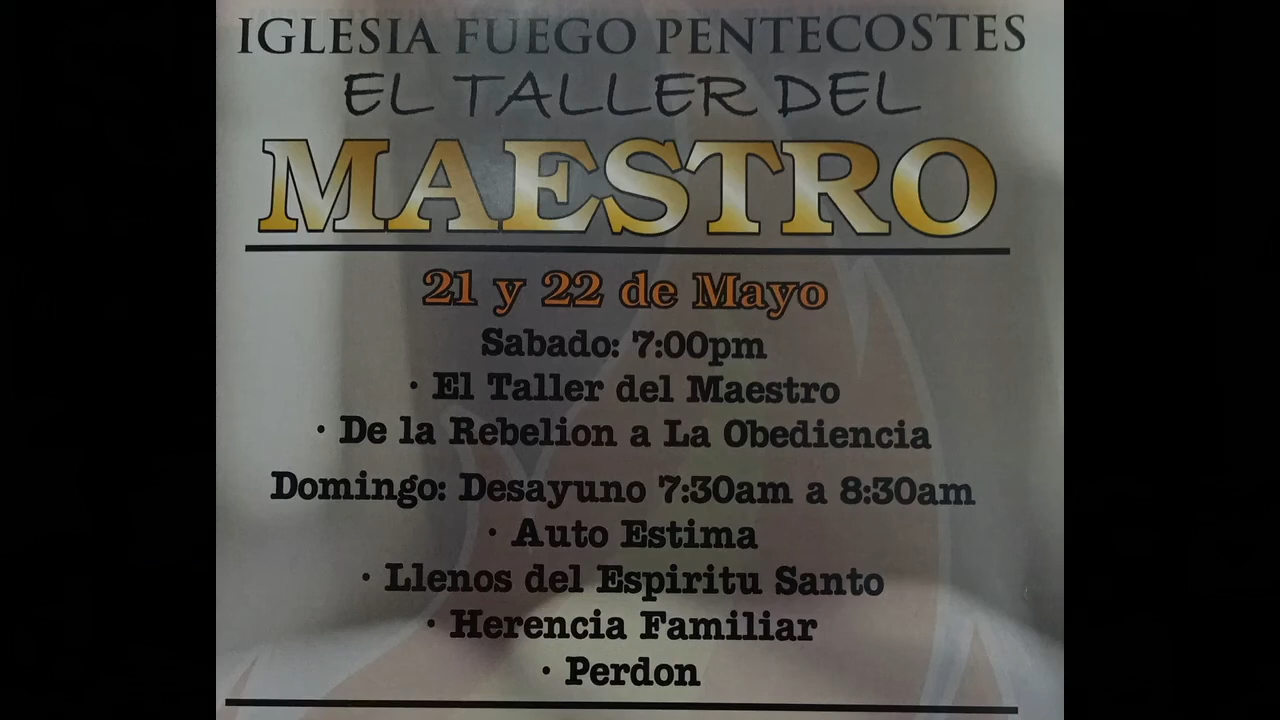 IGLESIA FUEGO PENTECOSTES
EL TALLER DEL
MAESTRO
21 y 22 de Mayo
Sabado: 7:00pm
· El Taller del Maestro
· De la Rebelion a La Obediencia
Domingo: Desayuno 7:30am a 8:30am
· Auto Estima
· Llenos del Espiritu Santo
· Herencia Familiar
· Perdon